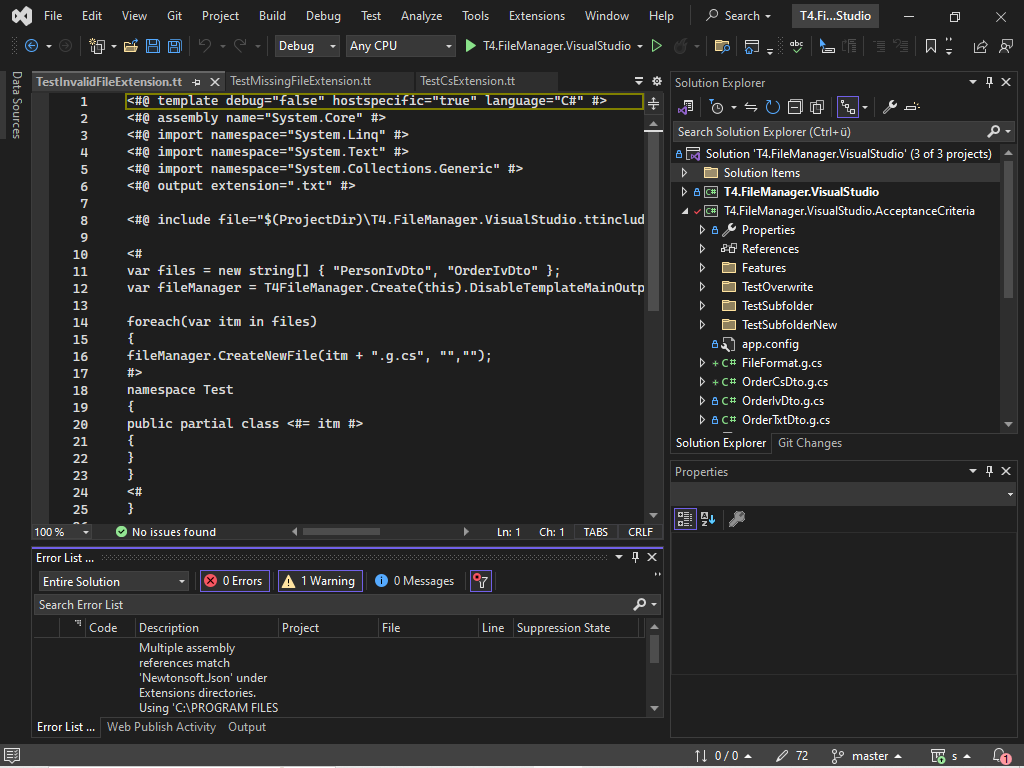 File Edit View Git Project Build Debug Test Analyze Tools Extensions Window Help Search T4.Fi...Studio
Debug Any CPU T4.FileManager.VisualStudio
Data Sources
TestInvalidFileExtension.tt TestMissingFileExtension.tt TestCsExtension.tt
1 <#@ template debug="false" hostspecific="true" language="C#" #>
2 <#@ assembly name="System.Core" #>
3 <#@ import namespace="System.Linq" #>
4 <#@ import namespace="System.Text" #>
5 <#@ import namespace="System.Collections.Generic" #>
6 <#@ output extension=".txt" #>
7
8 <#@ include file="$(ProjectDir)\T4.FileManager.VisualStudio.ttinclud
9
10 <#
11 var files = new string[] { "PersonIvDto", "OrderIvDto" };
12 var fileManager = T4FileManager.Create(this).DisableTemplateMainOutp
13
14 foreach(var itm in files)
15 {
16 fileManager.CreateNewFile(itm + ".g.cs", "","");
17 #>
18 namespace Test
19 {
20 public partial class <#= itm #>
21 {
22 }
23 }
24 <#
25 }
100 % No issues found Ln: 1 Ch: 1 TABS CRLF
Error List ...
Entire Solution 0 Errors 1 Warning 0 Messages
Search Error List
Code Description Project File Line Suppression State
Multiple assembly
references match
'Newtonsoft.Json' under
Extensions directories.
Using 'C:\PROGRAM FILES
Error List ... Web Publish Activity Output
Solution Explorer
Search Solution Explorer (Ctrl+ü)
Solution 'T4.FileManager.VisualStudio' (3 of 3 projects)
Solution Items
C# T4.FileManager.VisualStudio
C# T4.FileManager.VisualStudio.AcceptanceCriteria
Properties
References
Features
TestOverwrite
TestSubfolder
TestSubfolderNew
app.config
C# FileFormat.g.cs
C# OrderCsDto.g.cs
C# OrderIvDto.g.cs
C# OrderTxtDto.g.cs
Solution Explorer Git Changes
Properties
0 / 0 72 master s 1